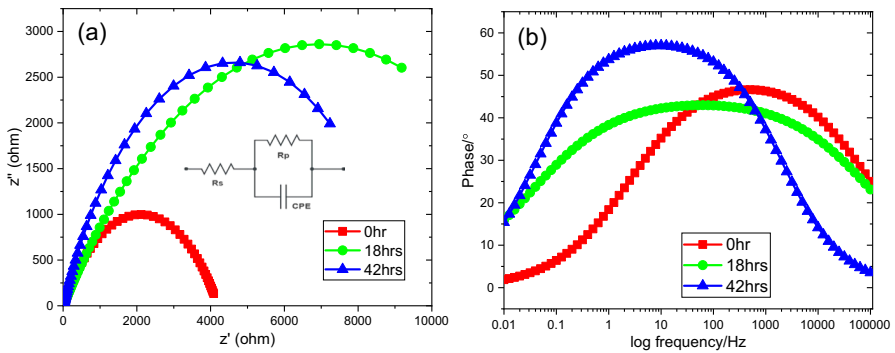 (a)
3000
2500
2000
1500
1000
500
0
z'' (ohm)
0 2000 4000 6000 8000 10000
z' (ohm)
Rs
Rp
CPE
0hr
18hrs
42hrs
(b)
60
50
40
30
20
10
0
Phase/°
0.01 0.1 1 10 100 1000 10000 100000
log frequency/Hz
0hr
18hrs
42hrs